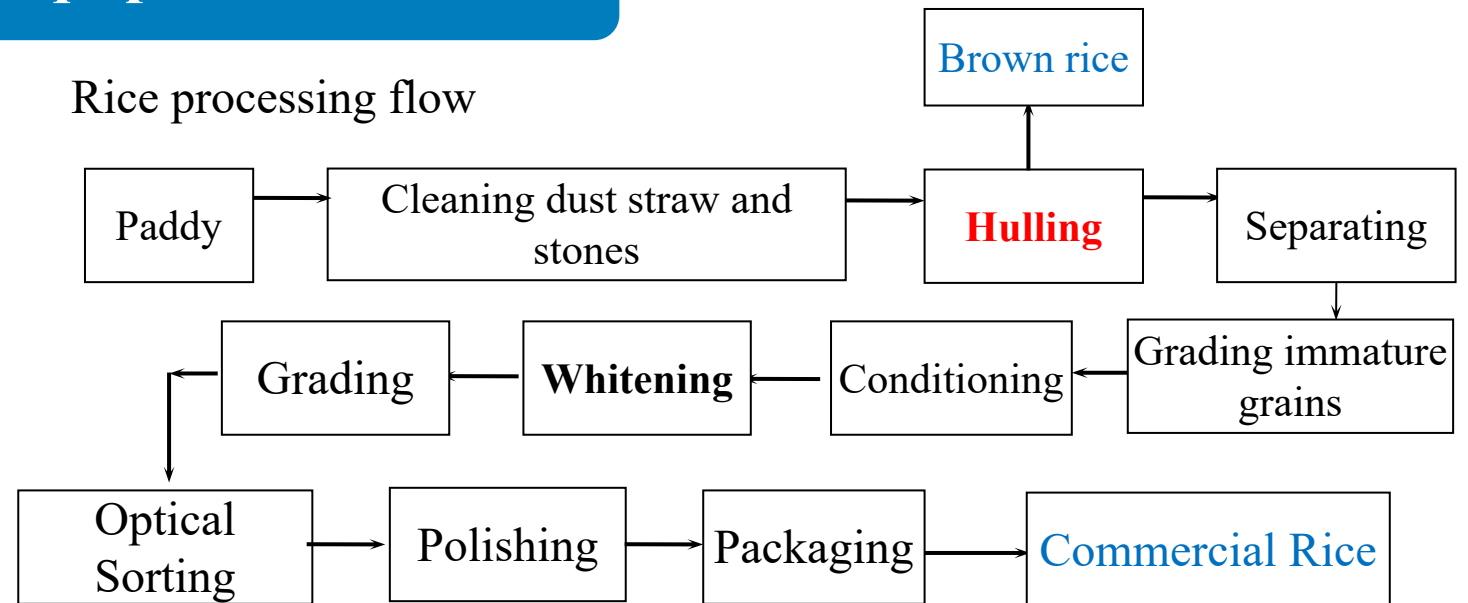 Rice processing flow
Brown rice
Paddy
Cleaning dust straw and
stones
Hulling
Separating
Grading immature
grains
Conditioning
Whitening
Grading
Optical
Sorting
Polishing
Packaging
Commercial Rice